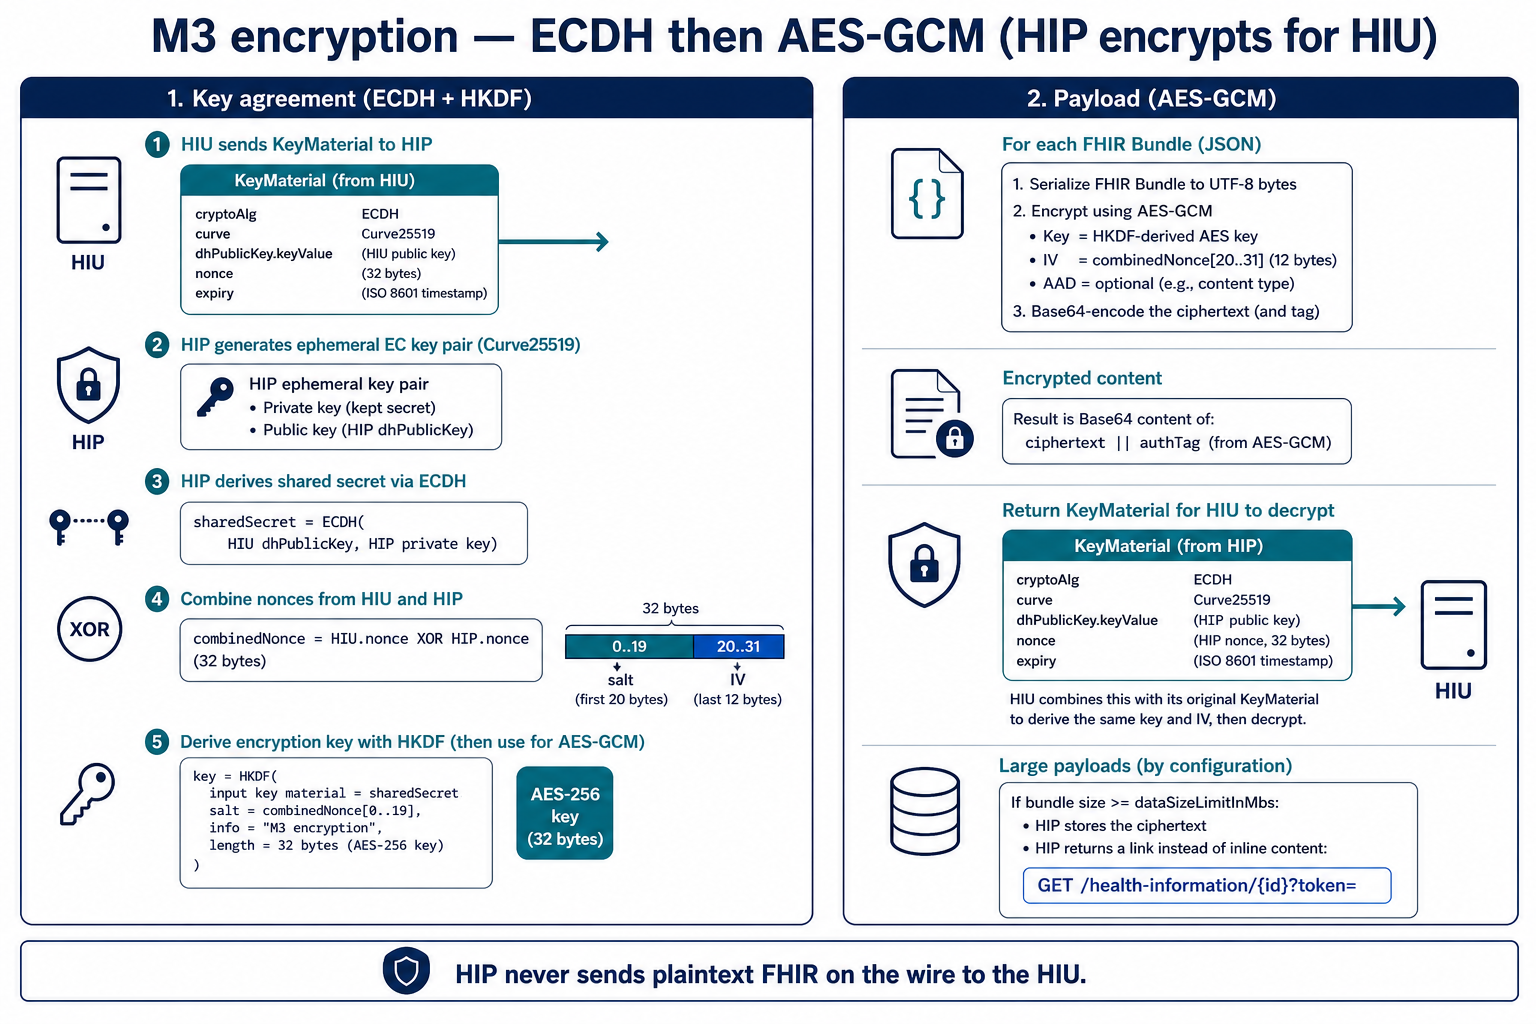 M3 encryption — ECDH then AES-GCM (HIP encrypts for HIU)
1. Key agreement (ECDH + HKDF)
1 HIU sends KeyMaterial to HIP
HIU
KeyMaterial (from HIU)
cryptoAlg ECDH
curve Curve25519
dhPublicKey.keyValue (HIU public key)
nonce (32 bytes)
expiry (ISO 8601 timestamp)
2 HIP generates ephemeral EC key pair (Curve25519)
HIP
HIP ephemeral key pair
• Private key (kept secret)
• Public key (HIP dhPublicKey)
3 HIP derives shared secret via ECDH
sharedSecret = ECDH(
HIU dhPublicKey, HIP private key)
4 Combine nonces from HIU and HIP
XOR
combinedNonce = HIU.nonce XOR HIP.nonce
(32 bytes)
32 bytes
0..19 20..31
salt IV
(first 20 bytes) (last 12 bytes)
5 Derive encryption key with HKDF (then use for AES-GCM)
key = HKDF(
input key material = sharedSecret
salt = combinedNonce[0..19],
info = "M3 encryption",
length = 32 bytes (AES-256 key)
)
AES-256
key
(32 bytes)
2. Payload (AES-GCM)
For each FHIR Bundle (JSON)
{ }
1. Serialize FHIR Bundle to UTF-8 bytes
2. Encrypt using AES-GCM
• Key = HKDF-derived AES key
• IV = combinedNonce[20..31] (12 bytes)
• AAD = optional (e.g., content type)
3. Base64-encode the ciphertext (and tag)
Encrypted content
Result is Base64 content of:
ciphertext || authTag (from AES-GCM)
Return KeyMaterial for HIU to decrypt
KeyMaterial (from HIP)
cryptoAlg ECDH
curve Curve25519
dhPublicKey.keyValue (HIP public key)
nonce (HIP nonce, 32 bytes)
expiry (ISO 8601 timestamp)
HIU
HIU combines this with its original KeyMaterial
to derive the same key and IV, then decrypt.
Large payloads (by configuration)
If bundle size >= dataSizeLimitInMbs:
• HIP stores the ciphertext
• HIP returns a link instead of inline content:
GET /health-information/{id}?token=
HIP never sends plaintext FHIR on the wire to the HIU.